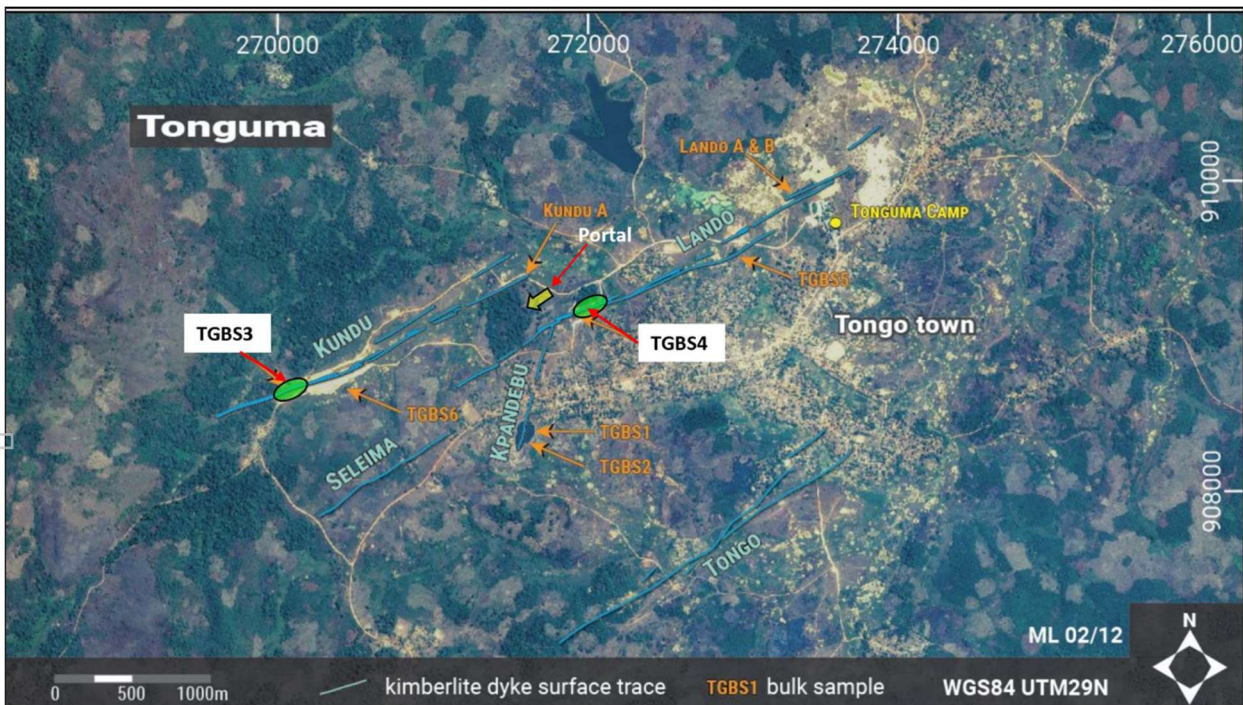 270000
272000
274000
276000
Tonguma
LANDO A & B
910000
KUNDU A
LANDO
TONGUMA CAMP
Portal
TGBS5
KUNDU
TGBS3
TGBS4
Tongo town
KPANDEBU
TGBS6
TGBS1
SELEIMA
TGBS2
908000
TONGO
ML 02/12
N
0 500 1000m
kimberlite dyke surface trace
TGBS1 bulk sample
WGS84 UTM29N